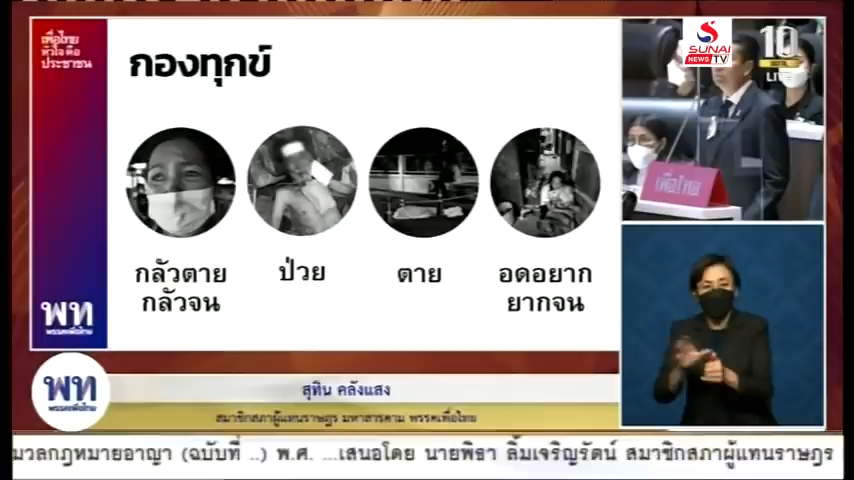 เพื่อไทย
หัวใจคือ
ประชาชน
กองทุกข์
กลัวตาย
กลัวจน
ป่วย
ตาย
อดอยาก
ยากจน
พท
พรรคเพื่อไทย
SUNAI
NEWS TV
10
LIVE
เพื่อไทย
พท
พรรคเพื่อไทย
สุทิน คลังแสง
สมาชิกสภาผู้แทนราษฎร มหาสารคาม พรรคเพื่อไทย
มวลกฎหมายอาญา (ฉบับที่ ..) พ.ศ. ...เสนอโดย นายพิธา ลิ้มเจริญรัตน์ สมาชิกสภาผู้แทนราษฎร